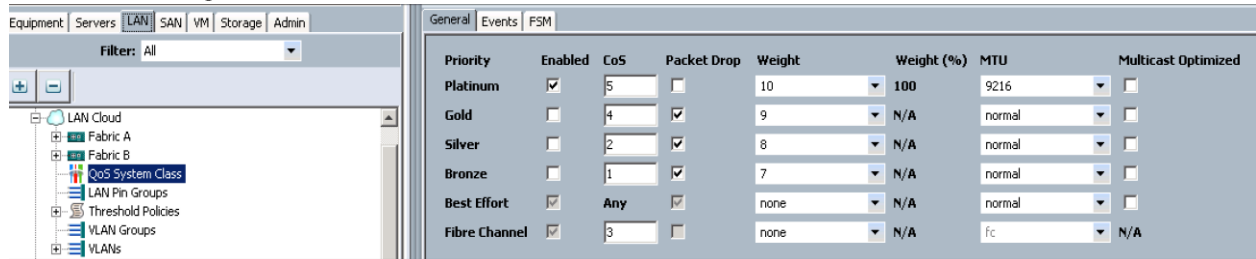 Equipment Servers LAN SAN VM Storage Admin
Filter: All
LAN Cloud
Fabric A
Fabric B
QoS System Class
LAN Pin Groups
Threshold Policies
VLAN Groups
VLANs
General Events FSM
Priority Enabled CoS Packet Drop Weight Weight (%) MTU Multicast Optimized
Platinum 5 10 100 9216
Gold 4 9 N/A normal
Silver 2 8 N/A normal
Bronze 1 7 N/A normal
Best Effort Any none N/A normal
Fibre Channel 3 none N/A fc N/A